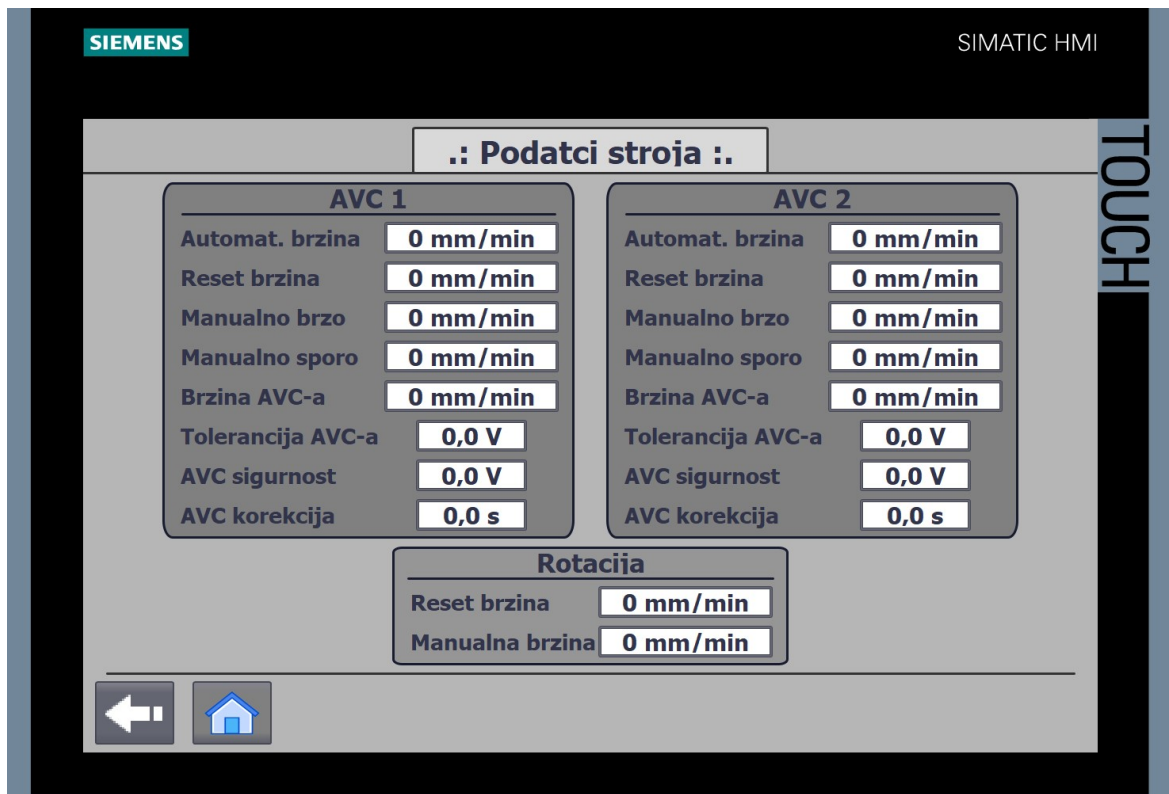 SIEMENS
SIMATIC HMI
TOUCH
.: Podatci stroja :.
AVC 1
Automat. brzina 0 mm/min
Reset brzina 0 mm/min
Manualno brzo 0 mm/min
Manualno sporo 0 mm/min
Brzina AVC-a 0 mm/min
Tolerancija AVC-a 0,0 V
AVC sigurnost 0,0 V
AVC korekcija 0,0 s
AVC 2
Automat. brzina 0 mm/min
Reset brzina 0 mm/min
Manualno brzo 0 mm/min
Manualno sporo 0 mm/min
Brzina AVC-a 0 mm/min
Tolerancija AVC-a 0,0 V
AVC sigurnost 0,0 V
AVC korekcija 0,0 s
Rotacija
Reset brzina 0 mm/min
Manualna brzina 0 mm/min